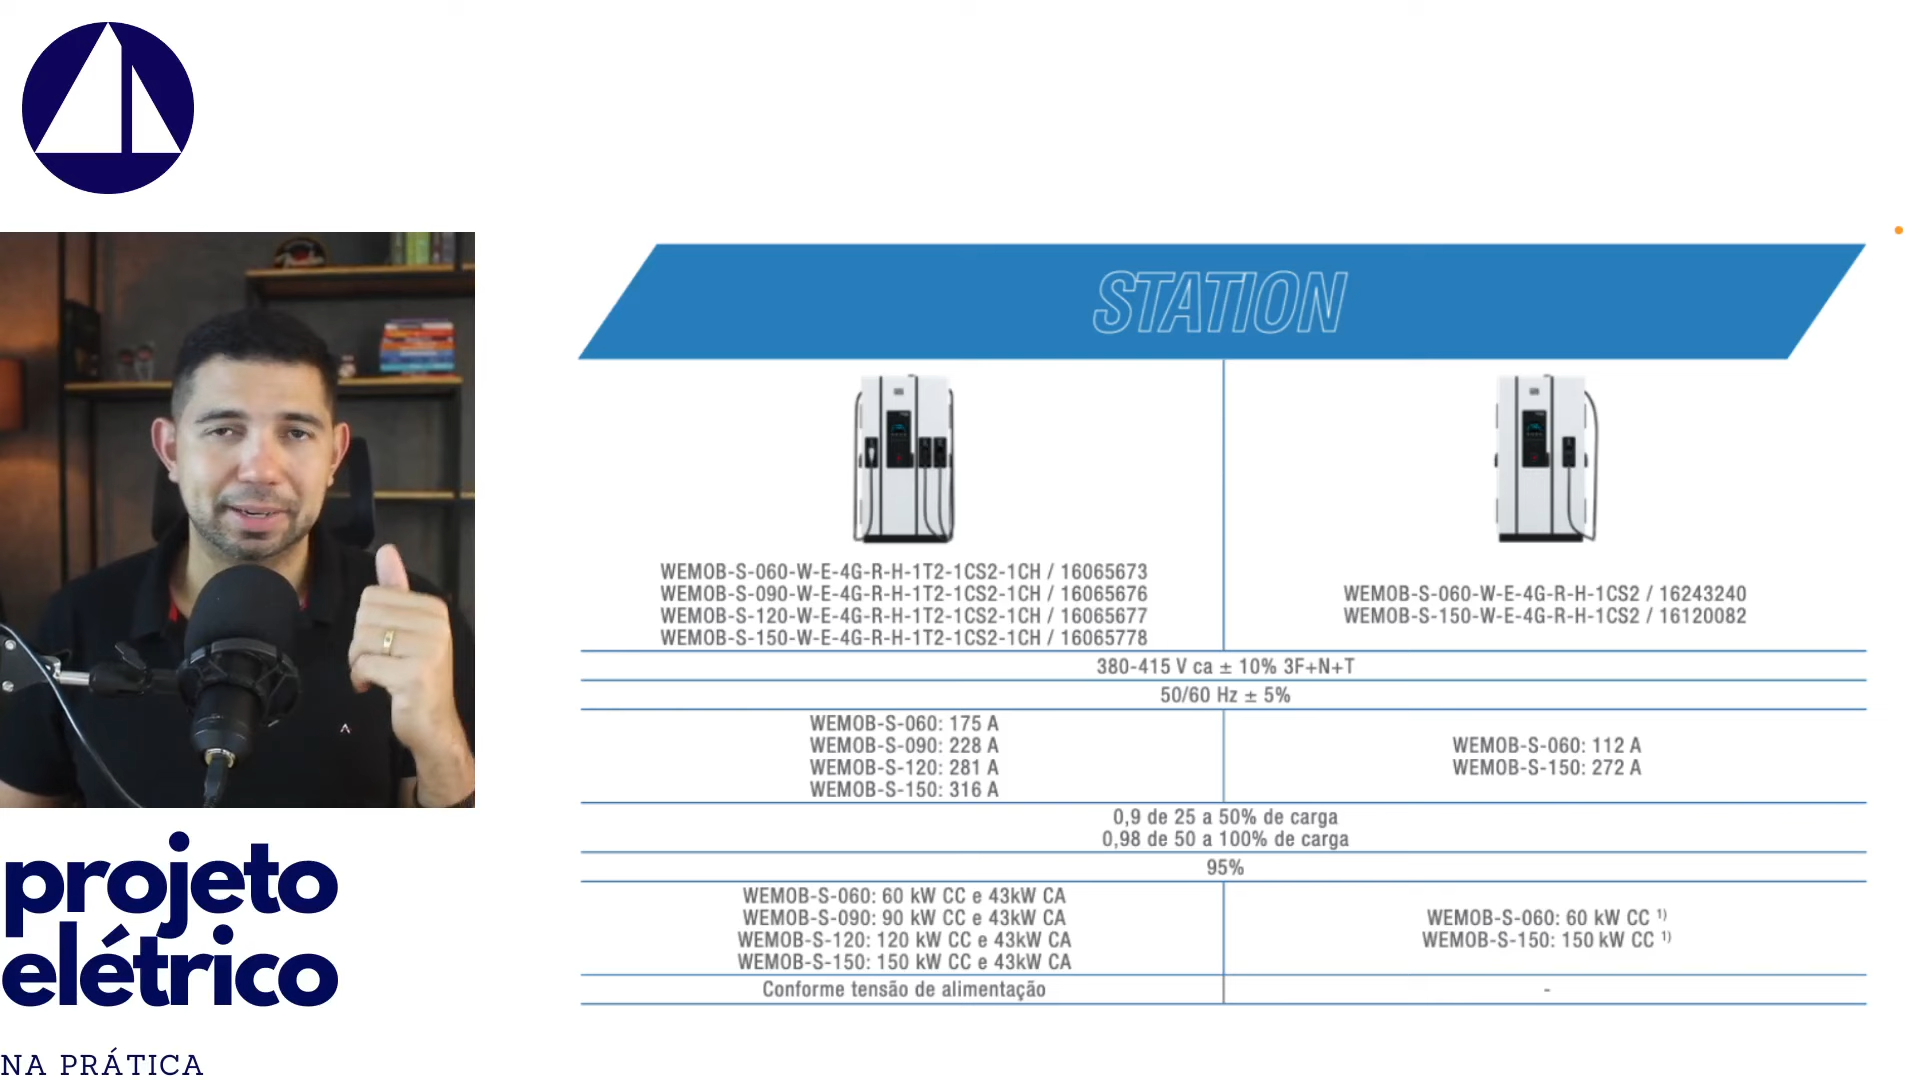 STATION
WEMOB-S-060-W-E-4G-R-H-1T2-1CS2-1CH / 16065673
WEMOB-S-090-W-E-4G-R-H-1T2-1CS2-1CH / 16065676
WEMOB-S-120-W-E-4G-R-H-1T2-1CS2-1CH / 16065677
WEMOB-S-150-W-E-4G-R-H-1T2-1CS2-1CH / 16065778
WEMOB-S-060-W-E-4G-R-H-1CS2 / 16243240
WEMOB-S-150-W-E-4G-R-H-1CS2 / 16120082
380-415 V ca ± 10% 3F+N+T
50/60 Hz ± 5%
WEMOB-S-060: 175 A
WEMOB-S-090: 228 A
WEMOB-S-120: 281 A
WEMOB-S-150: 316 A
WEMOB-S-060: 112 A
WEMOB-S-150: 272 A
0,9 de 25 a 50% de carga
0,98 de 50 a 100% de carga
95%
WEMOB-S-060: 60 kW CC e 43kW CA
WEMOB-S-090: 90 kW CC e 43kW CA
WEMOB-S-120: 120 kW CC e 43kW CA
WEMOB-S-150: 150 kW CC e 43kW CA
WEMOB-S-060: 60 kW CC ¹⁾
WEMOB-S-150: 150 kW CC ¹⁾
Conforme tensão de alimentação
-
projeto
elétrico
NA PRÁTICA